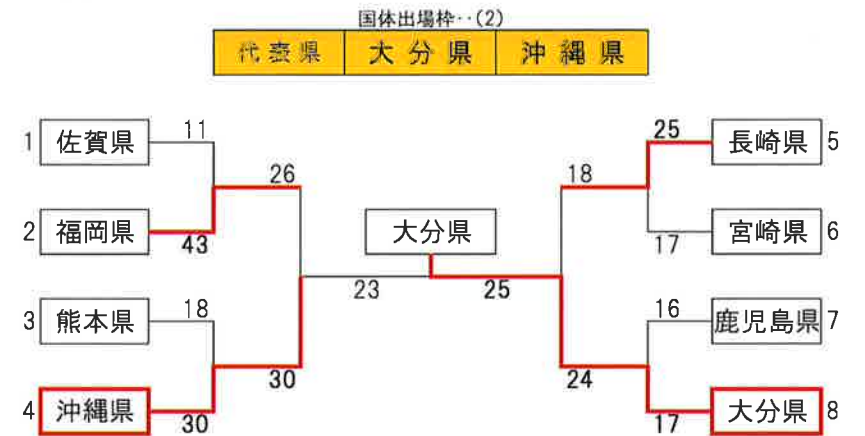 国体出場枠‥(2)
代表県 大分県 沖縄県
1 佐賀県 11
25 長崎県 5
26
18
2 福岡県 43
大分県
17 宮崎県 6
23 25
3 熊本県 18
16 鹿児島県 7
30
24
4 沖縄県 30
17 大分県 8